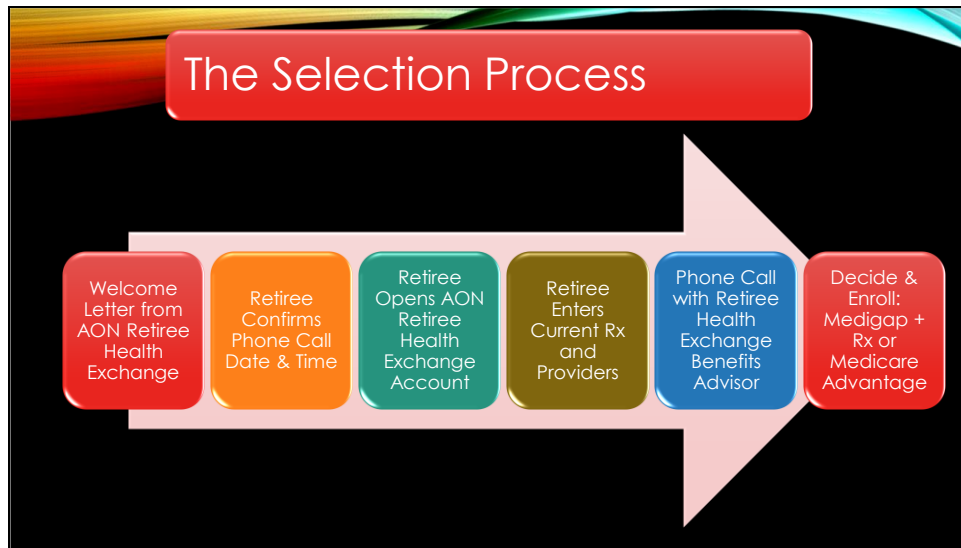 The Selection Process
Welcome
Letter from
AON Retiree
Health
Exchange
Retiree
Confirms
Phone Call
Date & Time
Retiree
Opens AON
Retiree
Health
Exchange
Account
Retiree
Enters
Current Rx
and
Providers
Phone Call
with Retiree
Health
Exchange
Benefits
Advisor
Decide &
Enroll:
Medigap +
Rx or
Medicare
Advantage